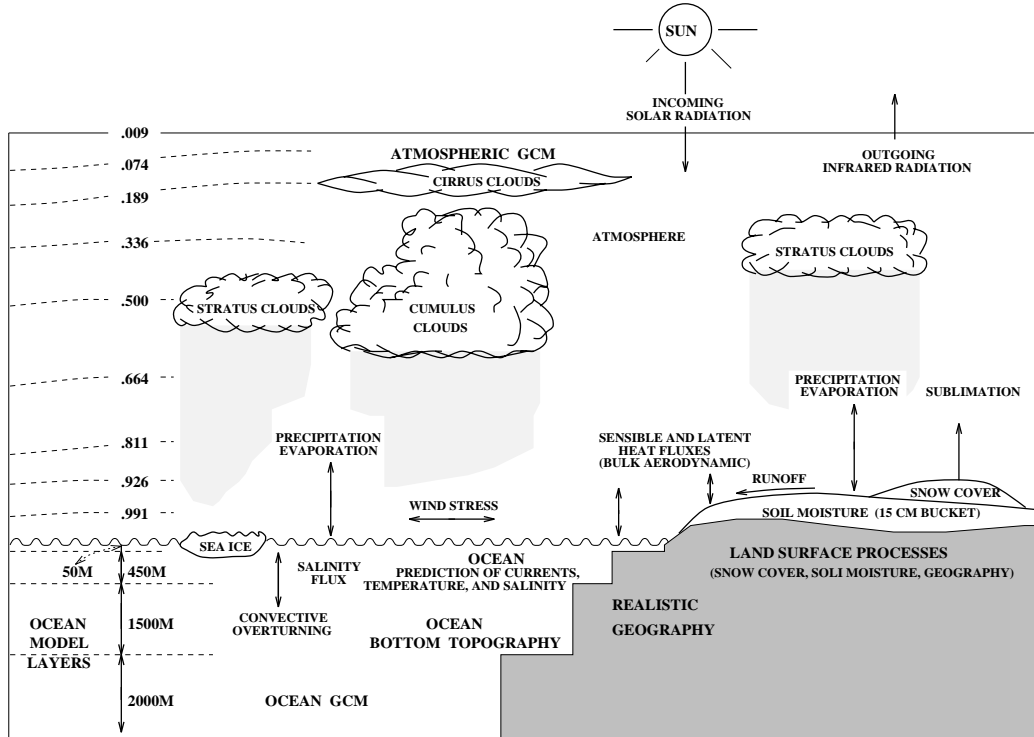 SUN
INCOMING
SOLAR RADIATION
.009
ATMOSPHERIC GCM
OUTGOING
INFRARED RADIATION
.074
CIRRUS CLOUDS
.189
.336
ATMOSPHERE
STRATUS CLOUDS
.500
STRATUS CLOUDS
CUMULUS
CLOUDS
.664
PRECIPITATION
EVAPORATION
SUBLIMATION
.811
PRECIPITATION
EVAPORATION
SENSIBLE AND LATENT
HEAT FLUXES
(BULK AERODYNAMIC)
.926
RUNOFF
SNOW COVER
WIND STRESS
.991
SOIL MOISTURE (15 CM BUCKET)
SEA ICE
50M
450M
SALINITY
FLUX
OCEAN
PREDICTION OF CURRENTS,
TEMPERATURE, AND SALINITY
LAND SURFACE PROCESSES
(SNOW COVER, SOLI MOISTURE, GEOGRAPHY)
OCEAN
MODEL
LAYERS
1500M
CONVECTIVE
OVERTURNING
OCEAN
BOTTOM TOPOGRAPHY
REALISTIC
GEOGRAPHY
2000M
OCEAN GCM